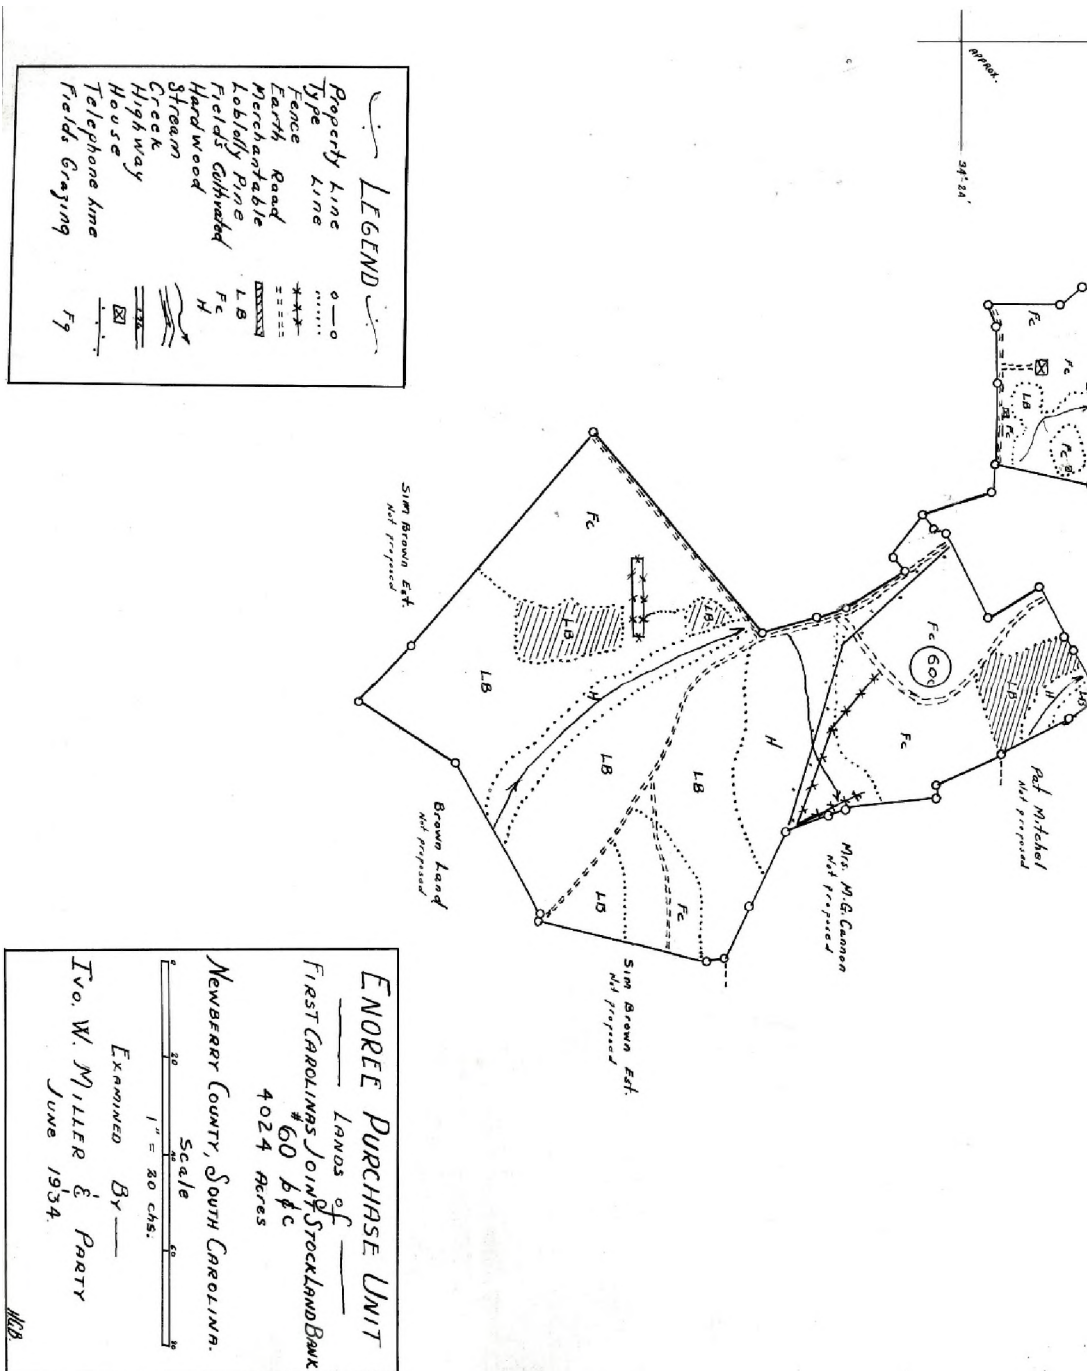 APPROX.
34°-24'
LEGEND
Property Line
Type Line
Fence
Earth Road
Merchantable
Loblolly Pine LB
Fields Cultivated Fc
Hardwood H
Stream
Creek
Highway
House
Telephone Line
Fields Grazing Fg
Fc
Fc
LB
Fc
Fc
Fc
60c
LB
H
LB
Fc
Pat Mitchel
Not proposed
Mrs. M.G. Cannon
Not proposed
Fc
LB
LB
LB
H
H
LB
LB
LB
Fc
Sim Brown Est.
Not proposed
Brown Land
Not proposed
Sim Brown Est.
Not proposed
ENOREE PURCHASE UNIT
LANDS of
FIRST CAROLINAS JOINT STOCK LAND BANK
#60 b & c
4024 Acres
NEWBERRY COUNTY, SOUTH CAROLINA.
Scale
0 20 40 60 80
1" = 20 chs.
EXAMINED BY
IVO. W. MILLER & PARTY
JUNE 1934.
HGB.